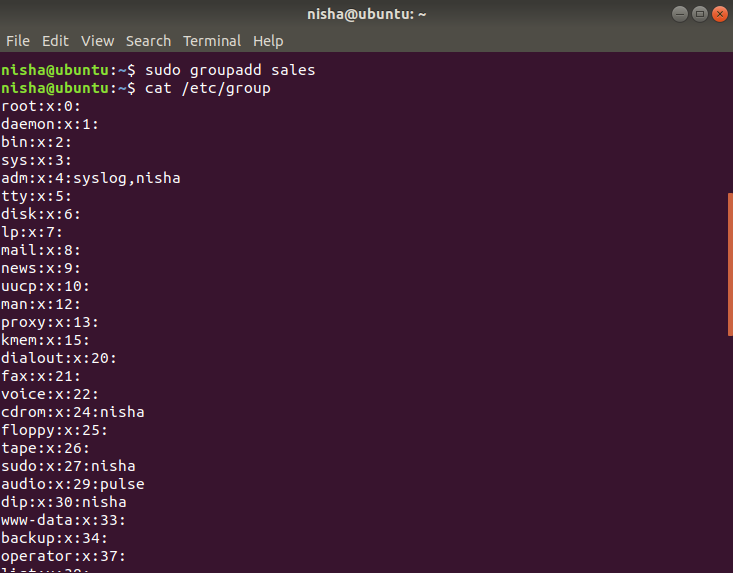 nisha@ubuntu: ~
File Edit View Search Terminal Help
nisha@ubuntu:~$ sudo groupadd sales
nisha@ubuntu:~$ cat /etc/group
root:x:0:
daemon:x:1:
bin:x:2:
sys:x:3:
adm:x:4:syslog,nisha
tty:x:5:
disk:x:6:
lp:x:7:
mail:x:8:
news:x:9:
uucp:x:10:
man:x:12:
proxy:x:13:
kmem:x:15:
dialout:x:20:
fax:x:21:
voice:x:22:
cdrom:x:24:nisha
floppy:x:25:
tape:x:26:
sudo:x:27:nisha
audio:x:29:pulse
dip:x:30:nisha
www-data:x:33:
backup:x:34:
operator:x:37: